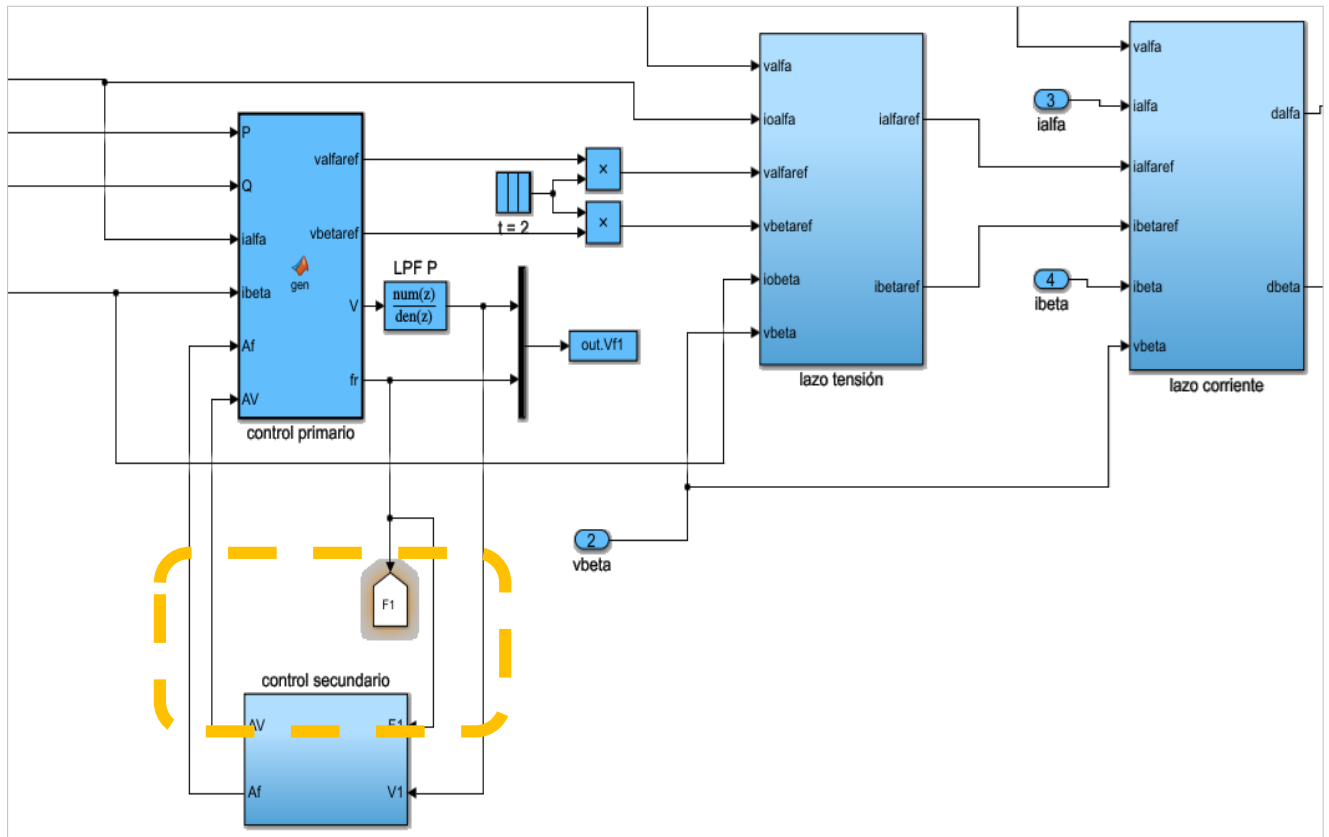 P
Q
ialfa
ibeta
Af
AV
valfaref
vbetaref
V
fr
gen
control primario
t = 2
×
×
LPF P
num(z)
den(z)
out.Vf1
valfa
ioalfa
valfaref
vbetaref
iobeta
vbeta
ialfaref
ibetaref
lazo tensión
3
ialfa
4
ibeta
valfa
ialfa
ialfaref
ibetaref
ibeta
vbeta
dalfa
dbeta
lazo corriente
2
vbeta
F1
control secundario
AV
F1
Af
V1